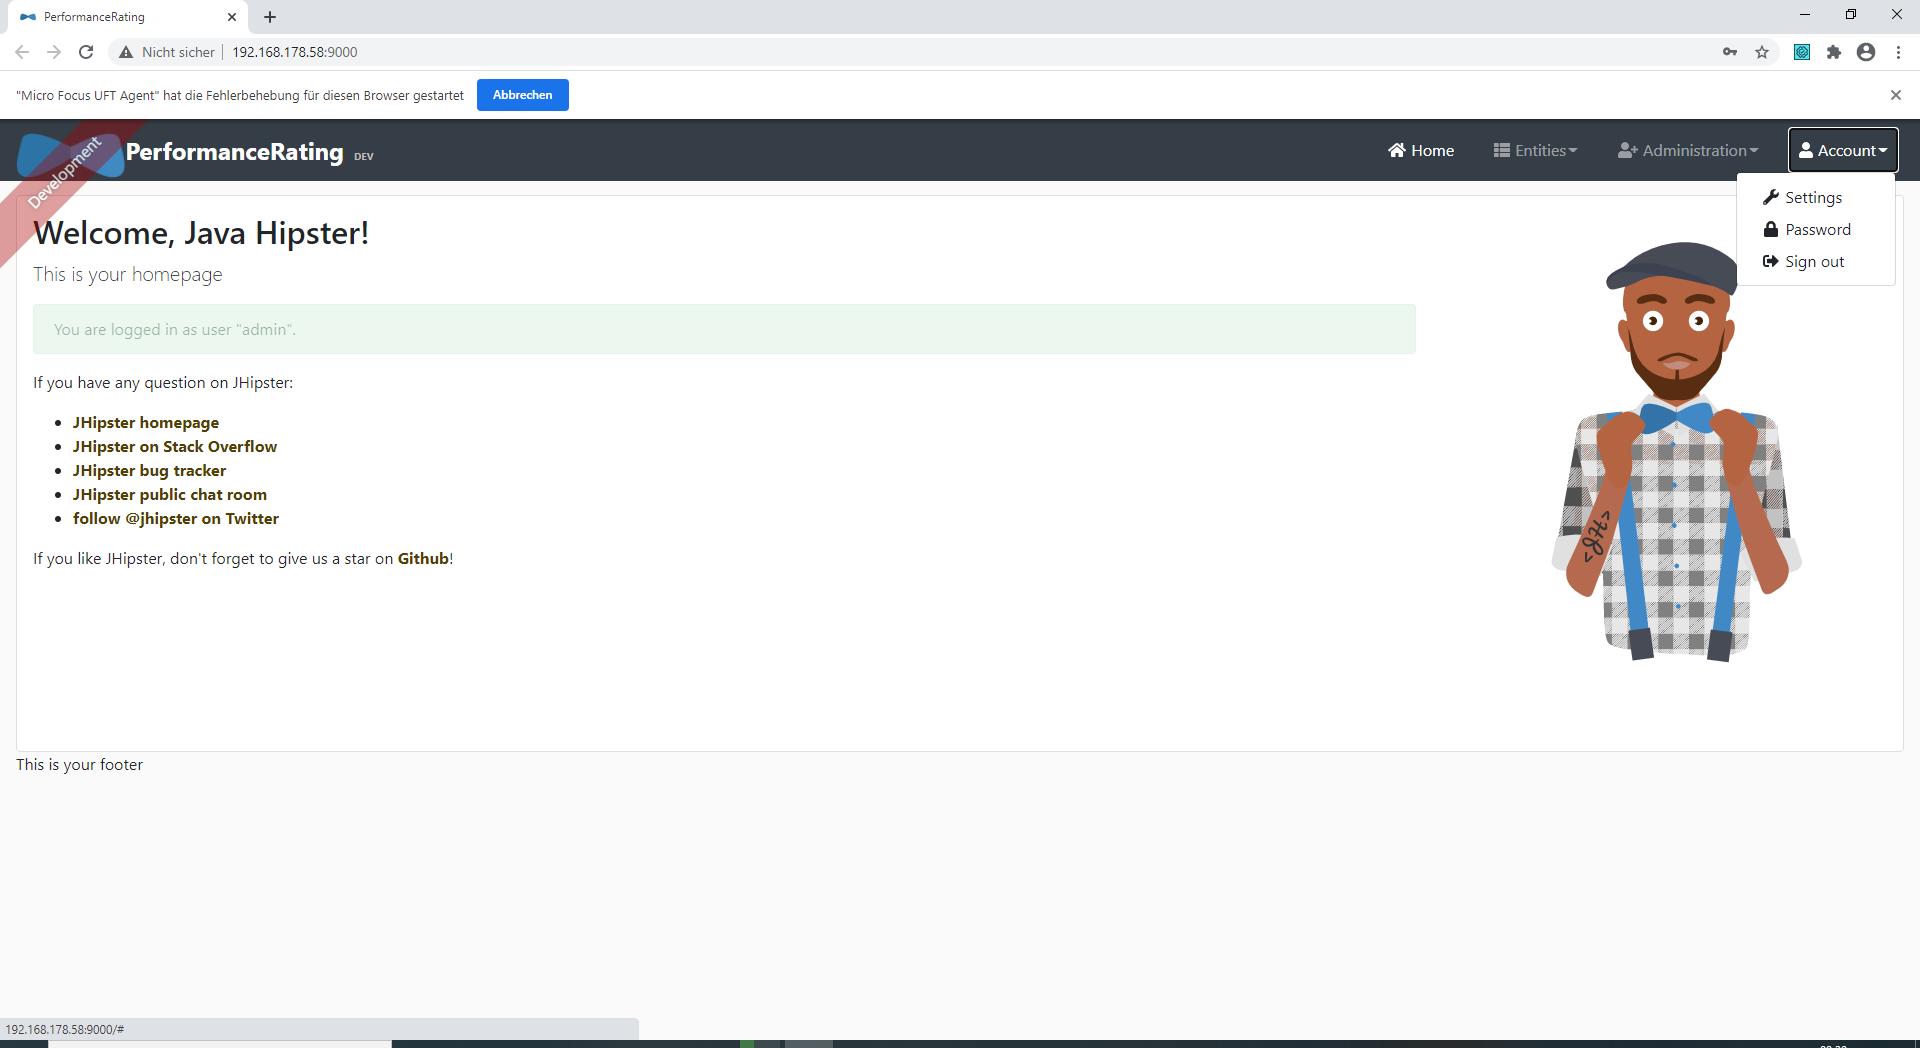 PerformanceRating
Nicht sicher 192.168.178.58:9000
"Micro Focus UFT Agent" hat die Fehlerbehebung für diesen Browser gestartet Abbrechen
Development
PerformanceRating DEV
Home Entities Administration Account
Settings
Password
Sign out
Welcome, Java Hipster!
This is your homepage
You are logged in as user "admin".
If you have any question on JHipster:
JHipster homepage
JHipster on Stack Overflow
JHipster bug tracker
JHipster public chat room
follow @jhipster on Twitter
If you like JHipster, don't forget to give us a star on Github!
<JH>
This is your footer
192.168.178.58:9000/#